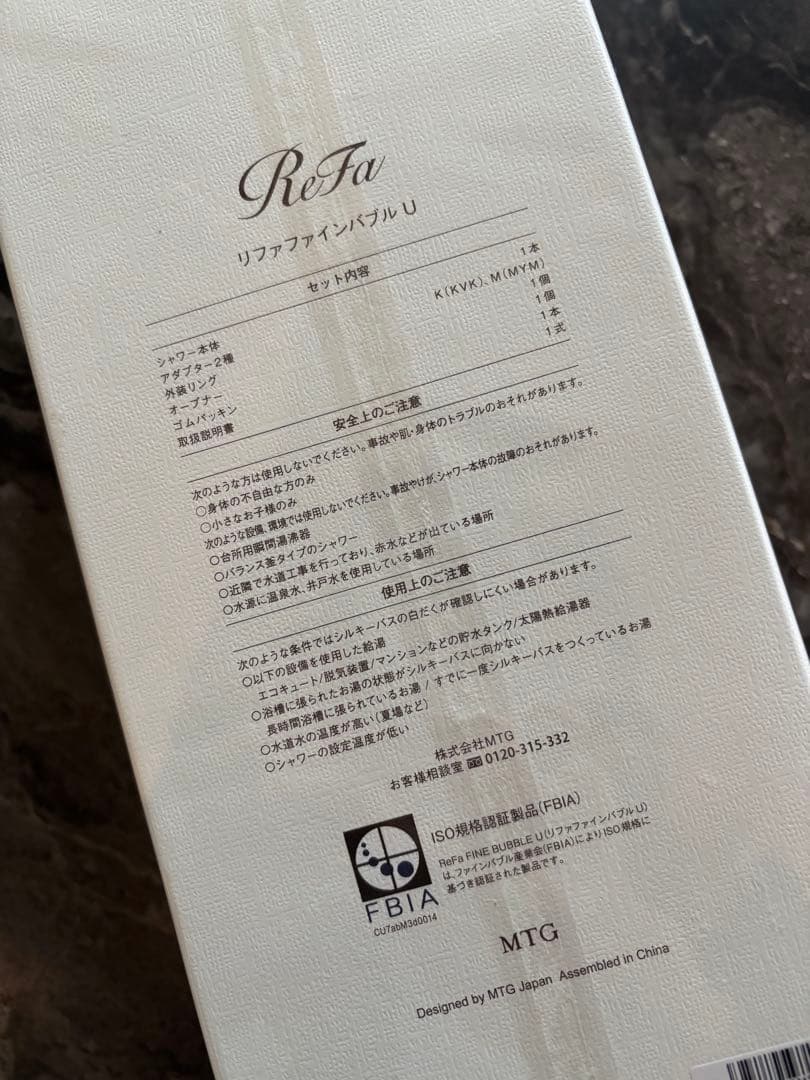 ReFa
リファファインバブル U
セット内容
シャワー本体 1本
アダプター2種 K(KVK)、M(MYM)
外装リング 1個
オープナー 1個
ゴムパッキン 1本
取扱説明書 1式
安全上のご注意
次のような方は使用しないでください。事故や肌・身体のトラブルのおそれがあります。
○身体の不自由な方のみ
○小さなお子様のみ
次のような設備、環境では使用しないでください。事故やけが、シャワー本体の故障のおそれがあります。
○台所用瞬間湯沸器
○バランス釜タイプのシャワー
○近隣で水道工事を行っており、赤水などが出ている場所
○水源に温泉水、井戸水を使用している場所
使用上のご注意
次のような条件ではシルキーバスの白だくが確認しにくい場合があります。
○以下の設備を使用した給湯
エコキュート/脱気装置/マンションなどの貯水タンク/太陽熱給湯器
○浴槽に張られたお湯の状態がシルキーバスに向かない
長時間浴槽に張られているお湯 / すでに一度シルキーバスをつくっているお湯
○水道水の温度が高い(夏場など)
○シャワーの設定温度が低い
株式会社MTG
お客様相談室 0120-315-332
ISO規格認証製品(FBIA)
ReFa FINE BUBBLE U(リファファインバブル U)
は、ファインバブル産業会(FBIA)によりISO規格に
基づき認証された製品です。
FBIA
CU7abM3d0014
MTG
Designed by MTG Japan Assembled in China